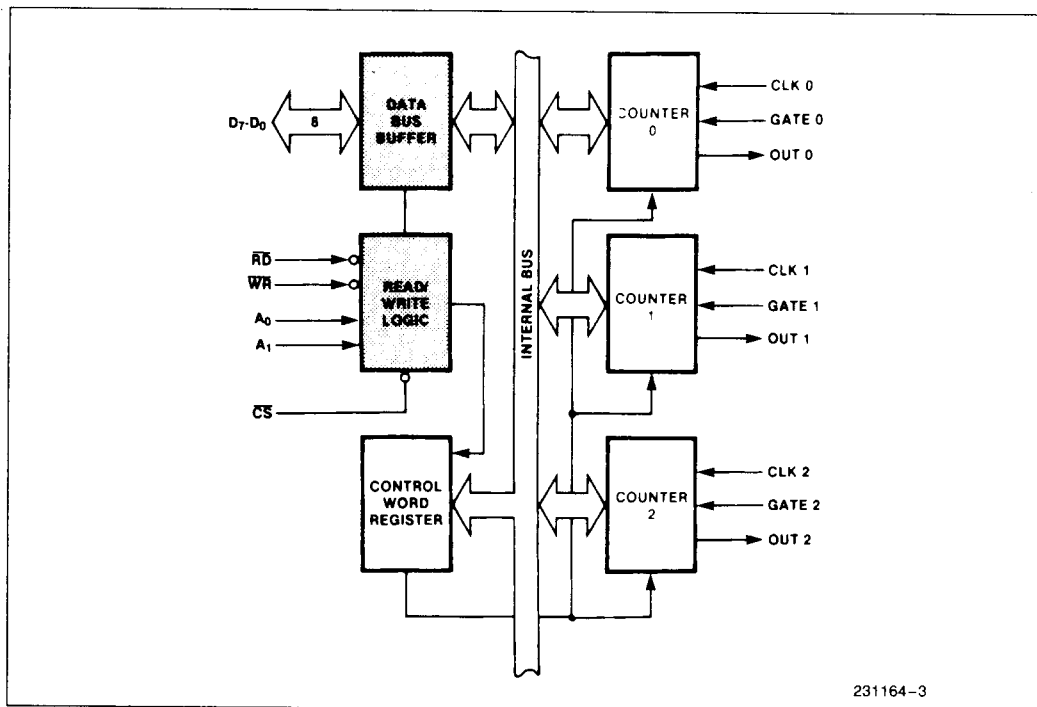 DATA
BUS
BUFFER
D7-D0
8
COUNTER
0
CLK 0
GATE 0
OUT 0
RD
WR
A0
A1
CS
READ/
WRITE
LOGIC
INTERNAL BUS
COUNTER
1
CLK 1
GATE 1
OUT 1
CONTROL
WORD
REGISTER
COUNTER
2
CLK 2
GATE 2
OUT 2
231164-3